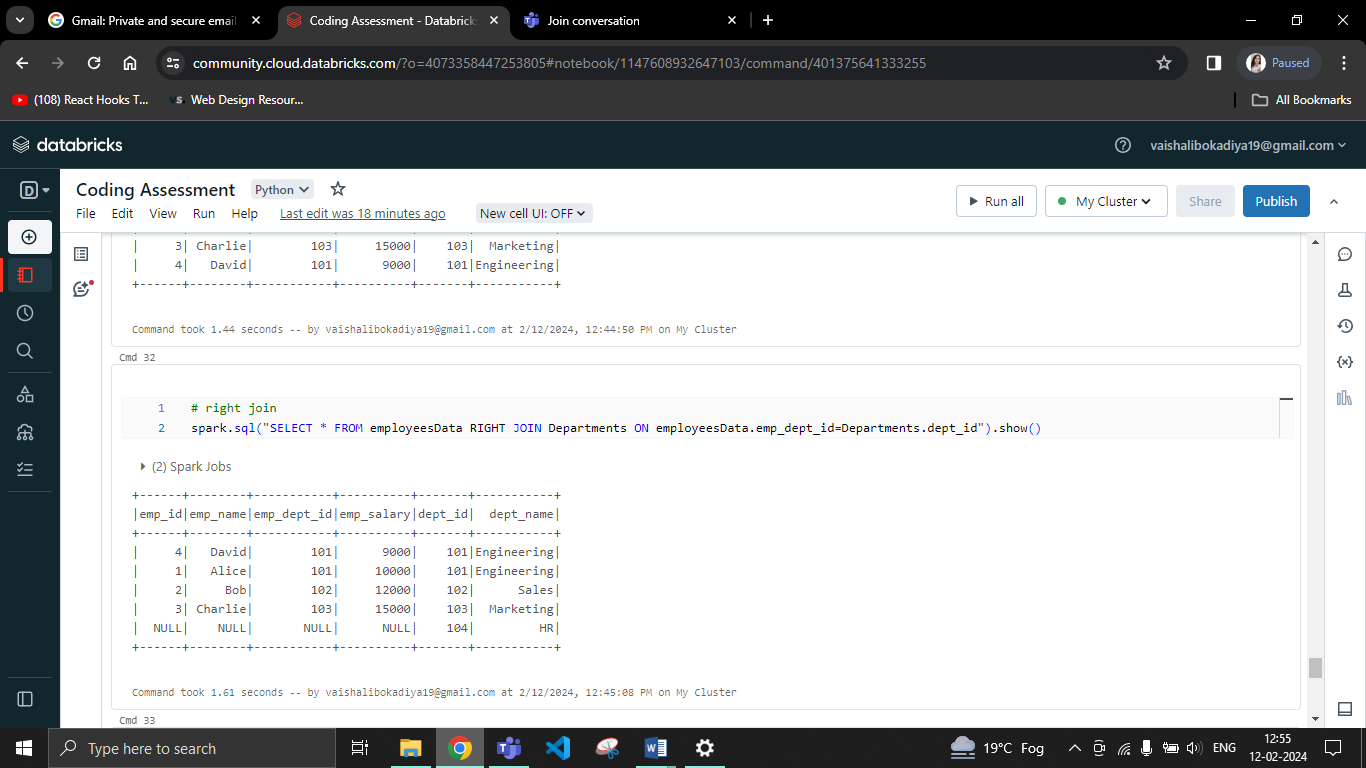 Gmail: Private and secure email
Coding Assessment - Databricks
Join conversation
community.cloud.databricks.com/?o=4073358447253805#notebook/1147608932647103/command/401375641333255
Paused
(108) React Hooks T...
VS
Web Design Resour...
All Bookmarks
databricks
vaishalibokadiya19@gmail.com
D
Coding Assessment
Python
File Edit View Run Help Last edit was 18 minutes ago New cell UI: OFF
Run all
My Cluster
Share
Publish
|     3| Charlie|        103|     15000|    103|  Marketing|
|     4|   David|        101|      9000|    101|Engineering|
+------+--------+-----------+----------+-------+-----------+
Command took 1.44 seconds -- by vaishalibokadiya19@gmail.com at 2/12/2024, 12:44:50 PM on My Cluster
Cmd 32
1 # right join
2 spark.sql("SELECT * FROM employeesData RIGHT JOIN Departments ON employeesData.emp_dept_id=Departments.dept_id").show()
(2) Spark Jobs
+------+--------+-----------+----------+-------+-----------+
|emp_id|emp_name|emp_dept_id|emp_salary|dept_id|  dept_name|
+------+--------+-----------+----------+-------+-----------+
|     4|   David|        101|      9000|    101|Engineering|
|     1|   Alice|        101|     10000|    101|Engineering|
|     2|     Bob|        102|     12000|    102|      Sales|
|     3| Charlie|        103|     15000|    103|  Marketing|
|  NULL|    NULL|       NULL|      NULL|    104|         HR|
+------+--------+-----------+----------+-------+-----------+
Command took 1.61 seconds -- by vaishalibokadiya19@gmail.com at 2/12/2024, 12:45:08 PM on My Cluster
Cmd 33
Type here to search
19°C Fog
ENG
12:55
12-02-2024